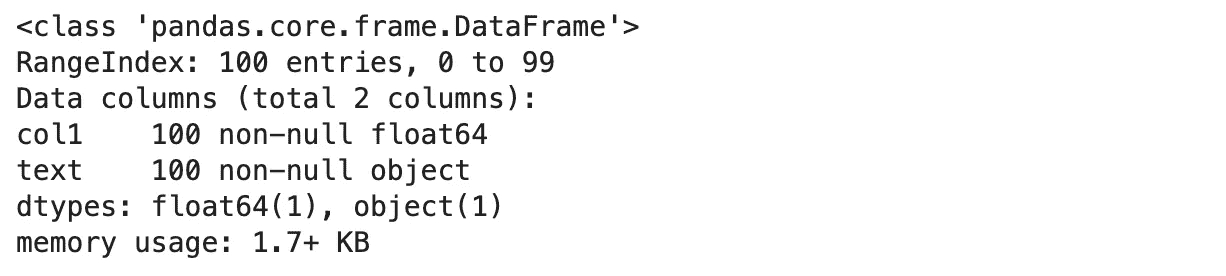 <class 'pandas.core.frame.DataFrame'>
RangeIndex: 100 entries, 0 to 99
Data columns (total 2 columns):
col1    100 non-null float64
text    100 non-null object
dtypes: float64(1), object(1)
memory usage: 1.7+ KB